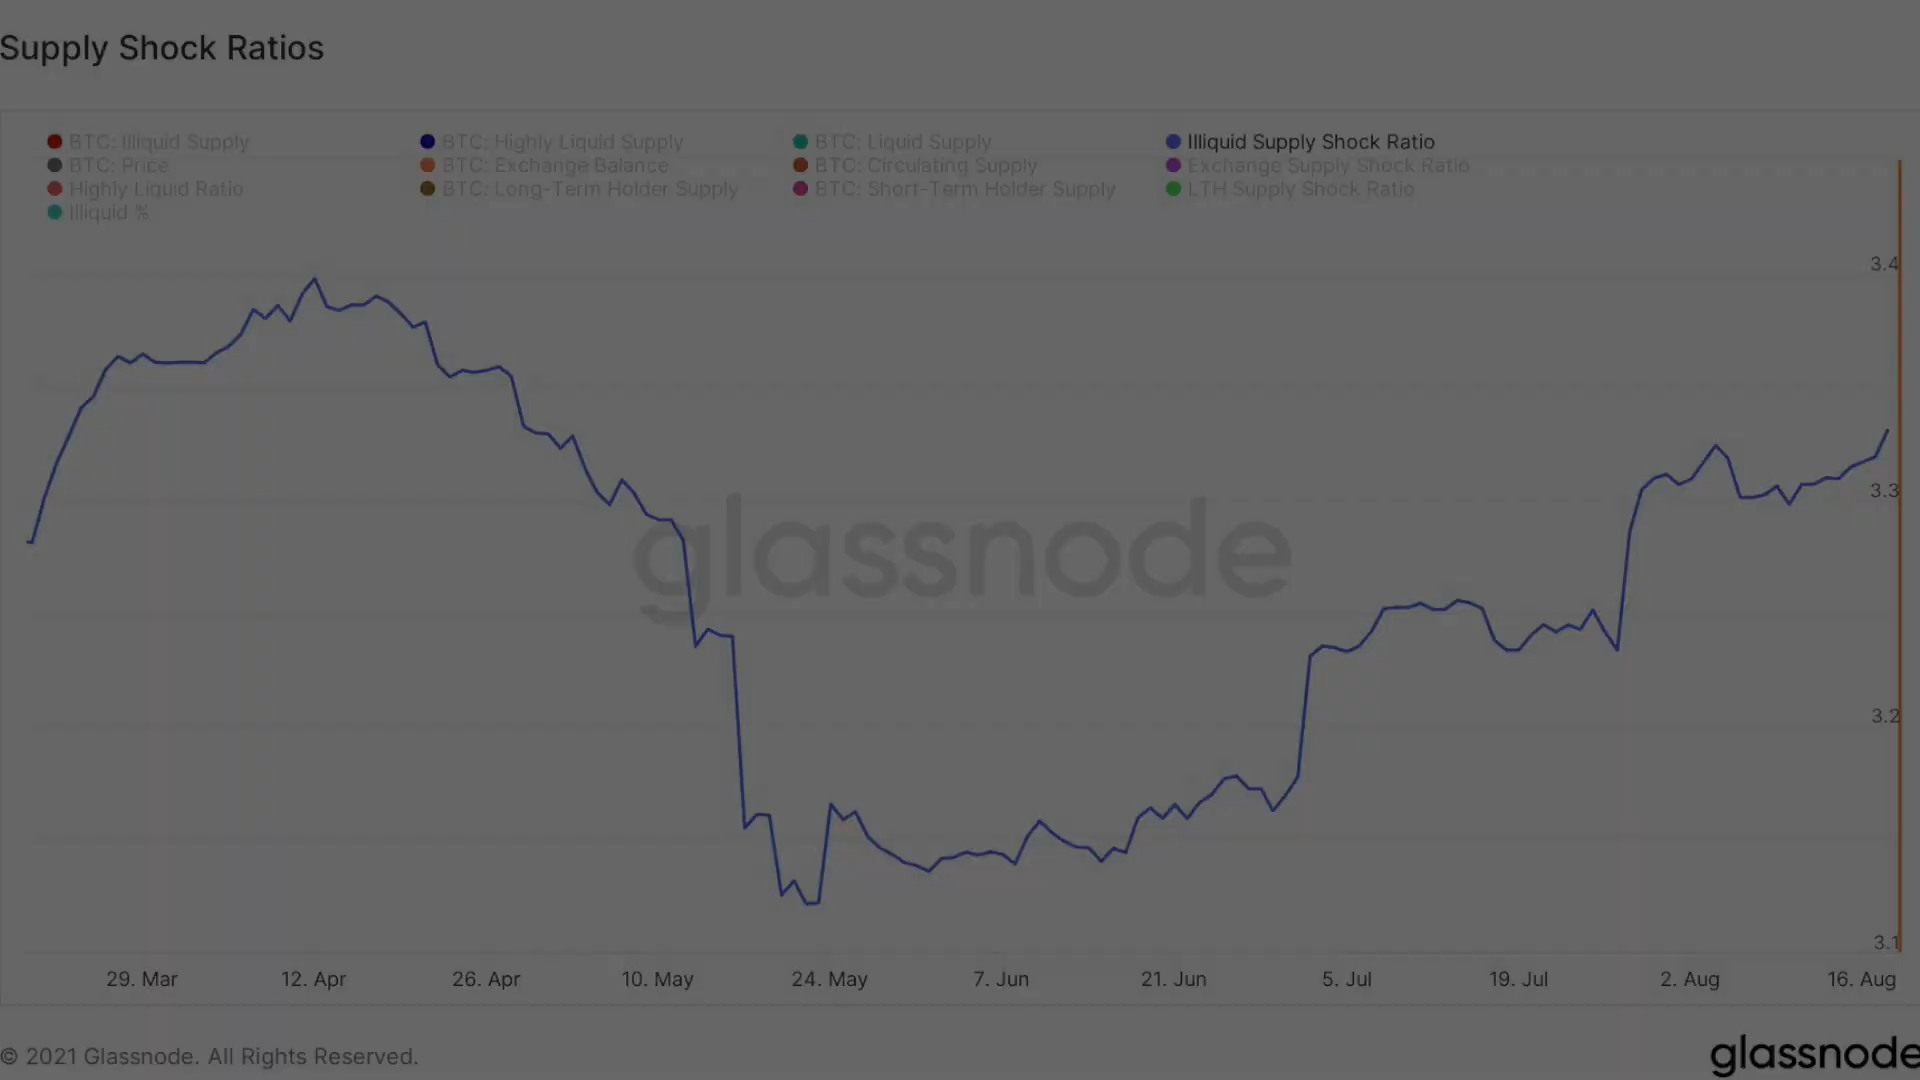 Supply Shock Ratios
BTC: Illiquid Supply BTC: Highly Liquid Supply BTC: Liquid Supply Illiquid Supply Shock Ratio
BTC: Price BTC: Exchange Balance BTC: Circulating Supply Exchange Supply Shock Ratio
Highly Liquid Ratio BTC: Long-Term Holder Supply BTC: Short-Term Holder Supply LTH Supply Shock Ratio
Illiquid %
3.4
3.3
glassnode
3.2
3.1
29. Mar 12. Apr 26. Apr 10. May 24. May 7. Jun 21. Jun 5. Jul 19. Jul 2. Aug 16. Aug
© 2021 Glassnode. All Rights Reserved.
glassnode